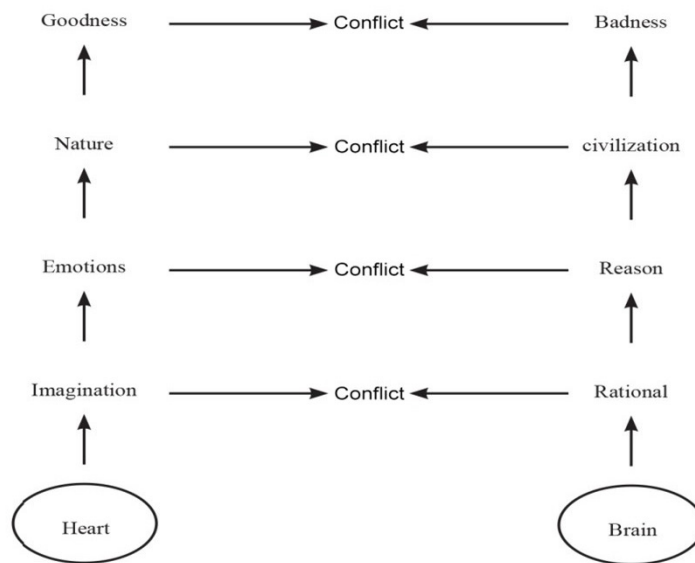 Goodness Conflict Badness
Nature Conflict civilization
Emotions Conflict Reason
Imagination Conflict Rational
Heart Brain